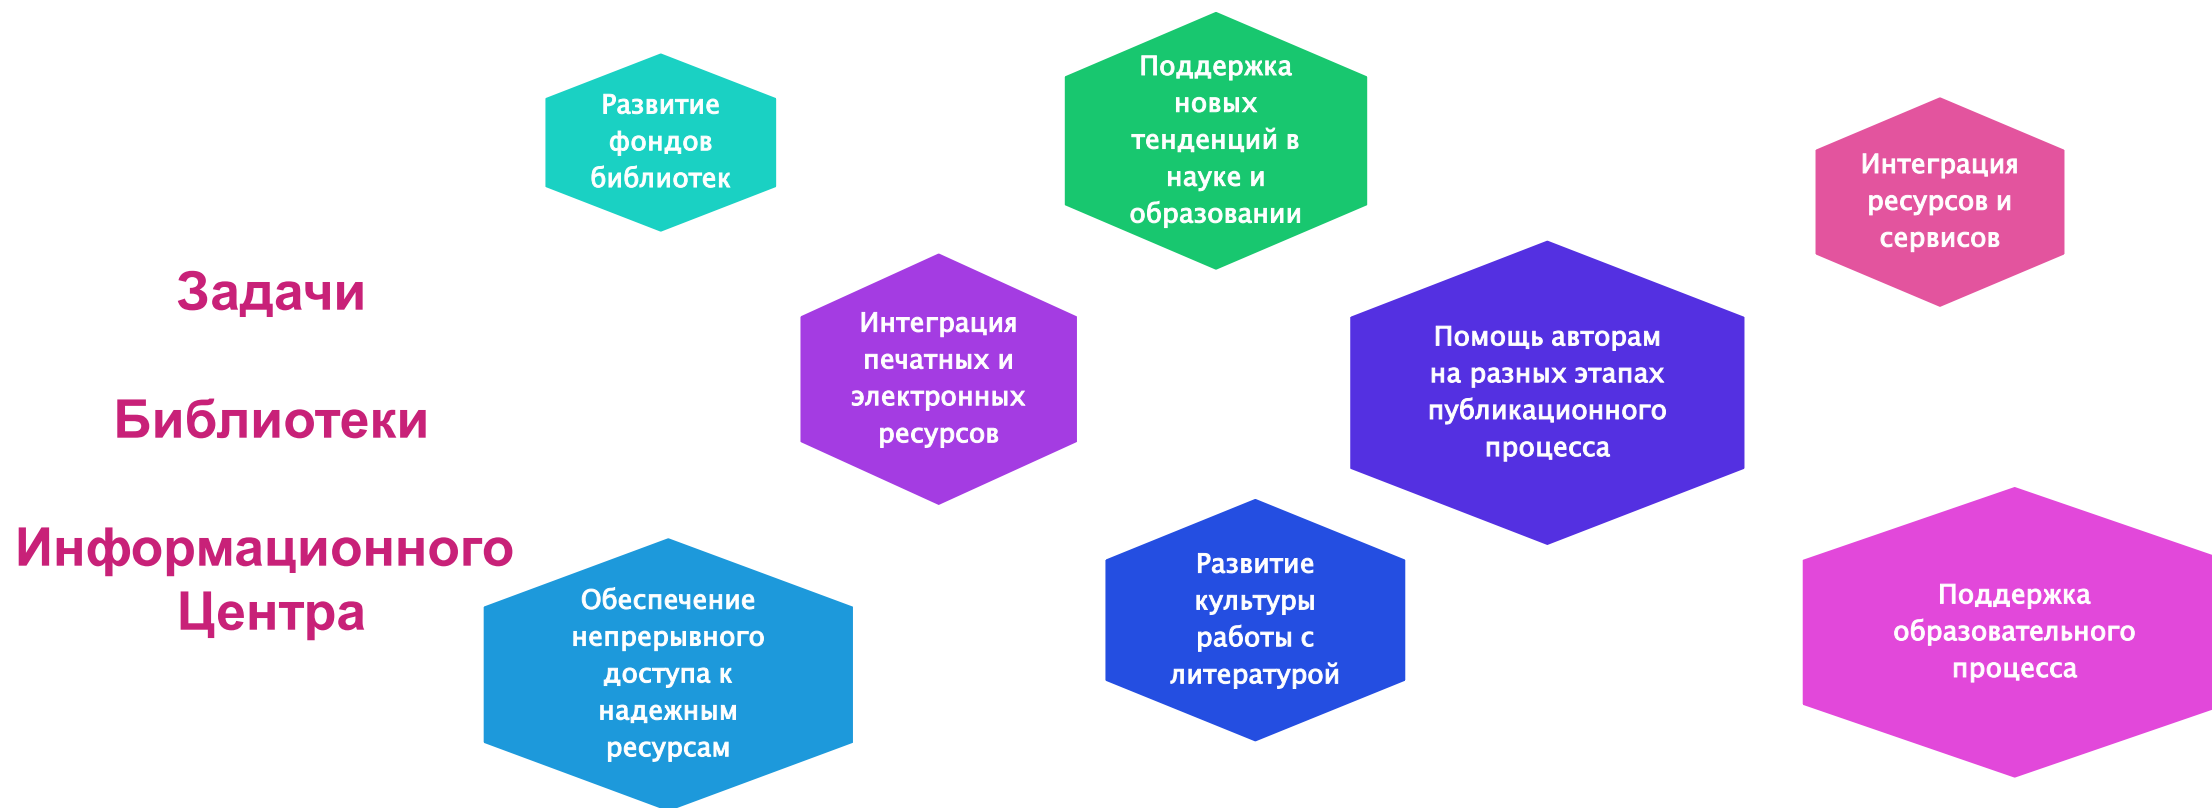 Задачи
Библиотеки
Информационного
Центра
Развитие
фондов
библиотек
Поддержка
новых
тенденций в
науке и
образовании
Интеграция
ресурсов и
сервисов
Интеграция
печатных и
электронных
ресурсов
Помощь авторам
на разных этапах
публикационного
процесса
Обеспечение
непрерывного
доступа к
надежным
ресурсам
Развитие
культуры
работы с
литературой
Поддержка
образовательного
процесса